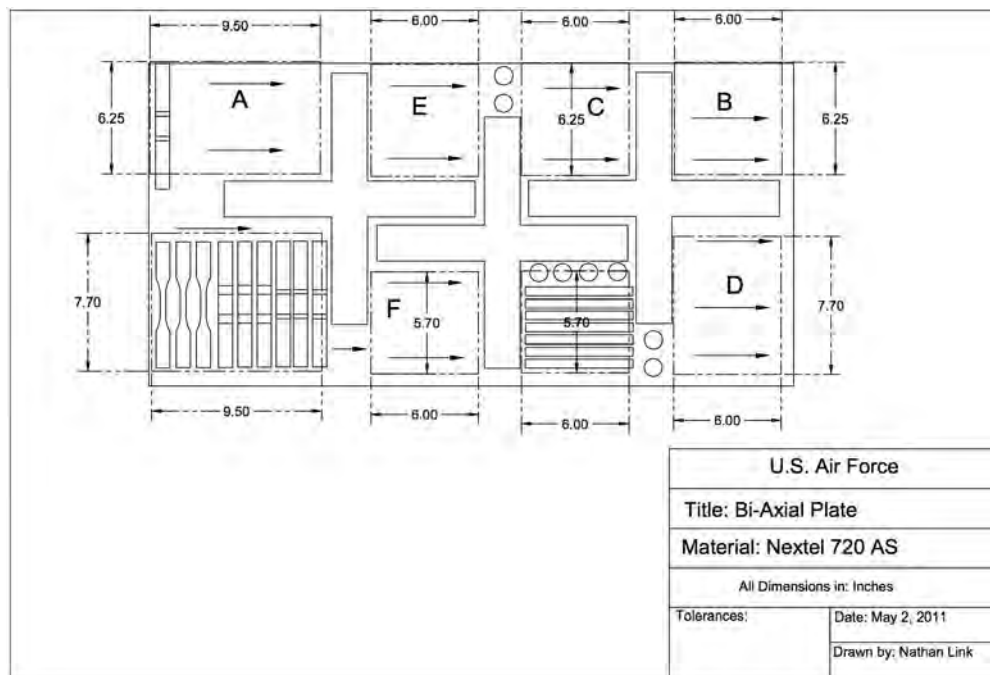 9.50
6.00
6.00
6.00
A
E
C
B
6.25
6.25
6.25
7.70
F
5.70
5.70
D
7.70
9.50
6.00
6.00
6.00
U.S. Air Force
Title: Bi-Axial Plate
Material: Nextel 720 AS
All Dimensions in: Inches
Tolerances:
Date: May 2, 2011
Drawn by: Nathan Link